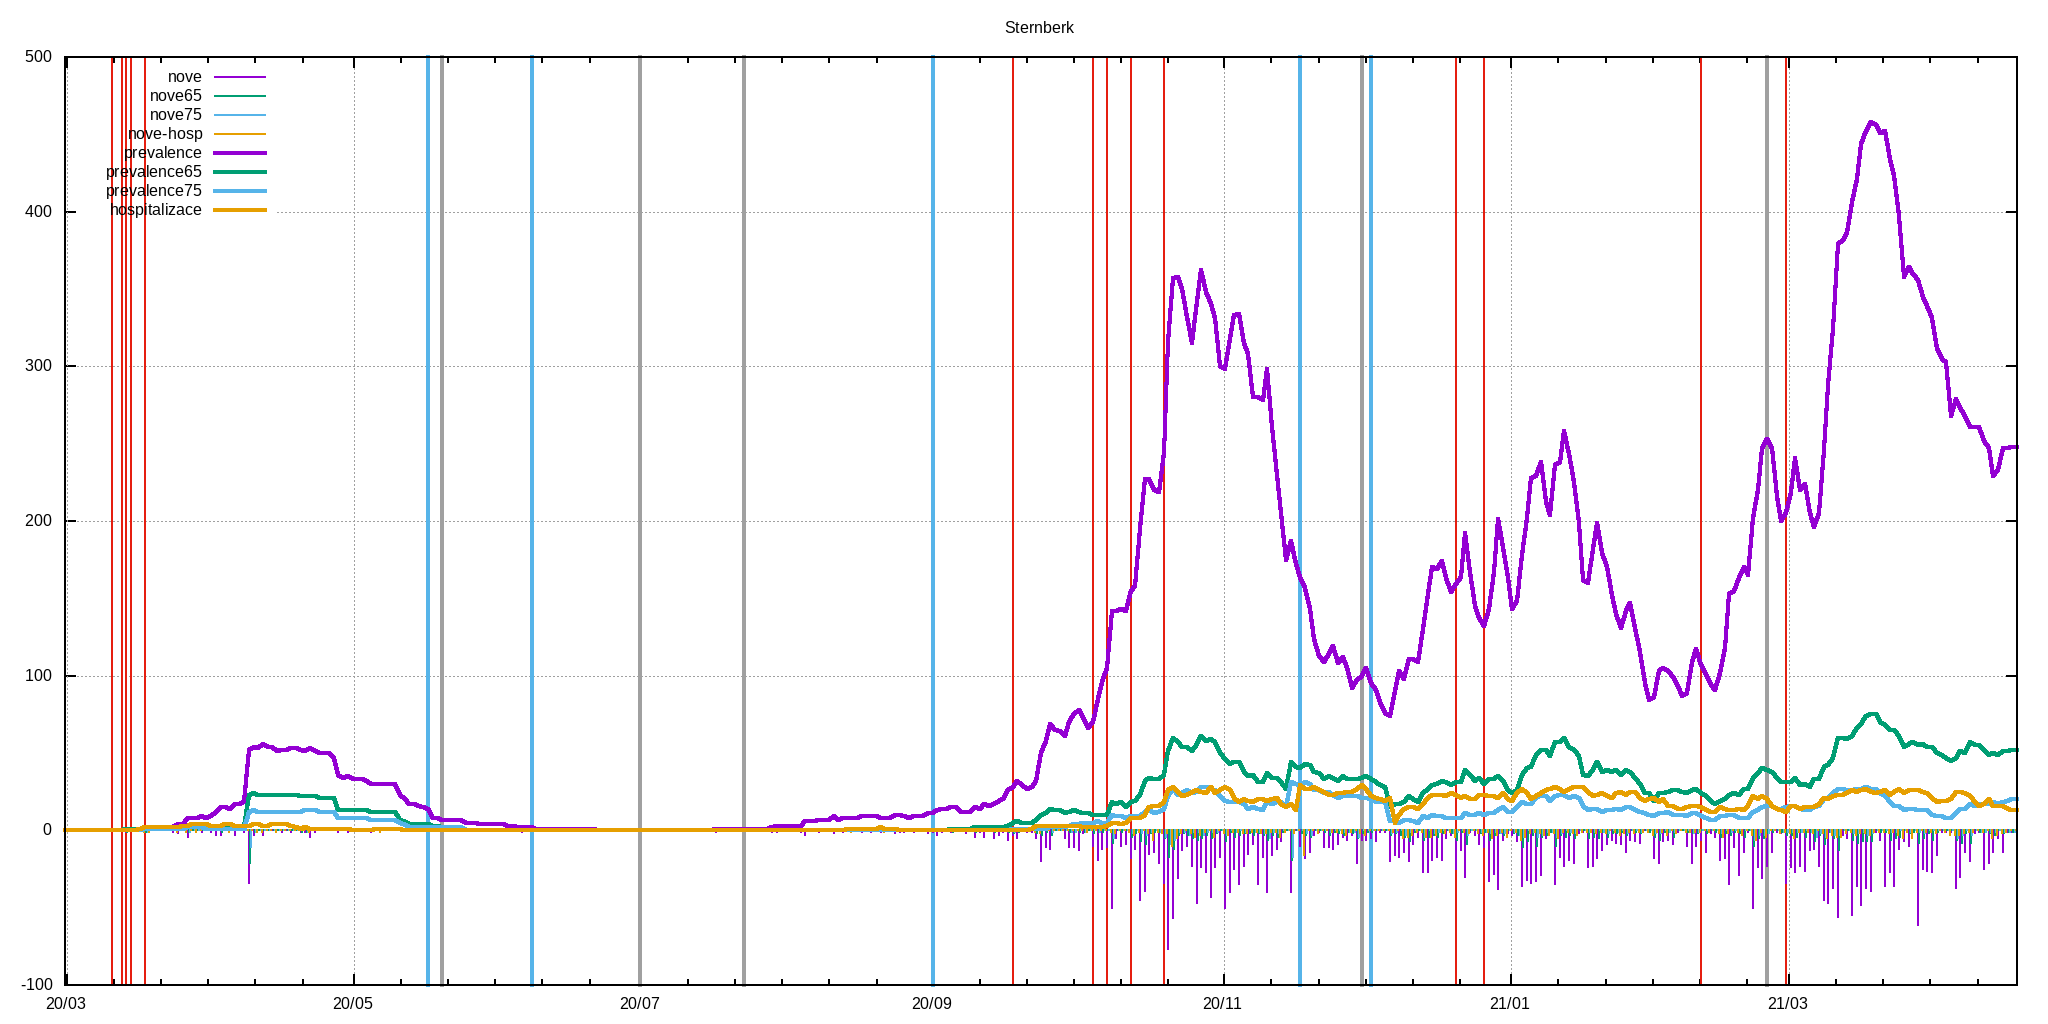 Sternberk
500
400
300
200
100
0
-100
nove
nove65
nove75
nove-hosp
prevalence
prevalence65
prevalence75
hospitalizace
20/03 20/05 20/07 20/09 20/11 21/01 21/03